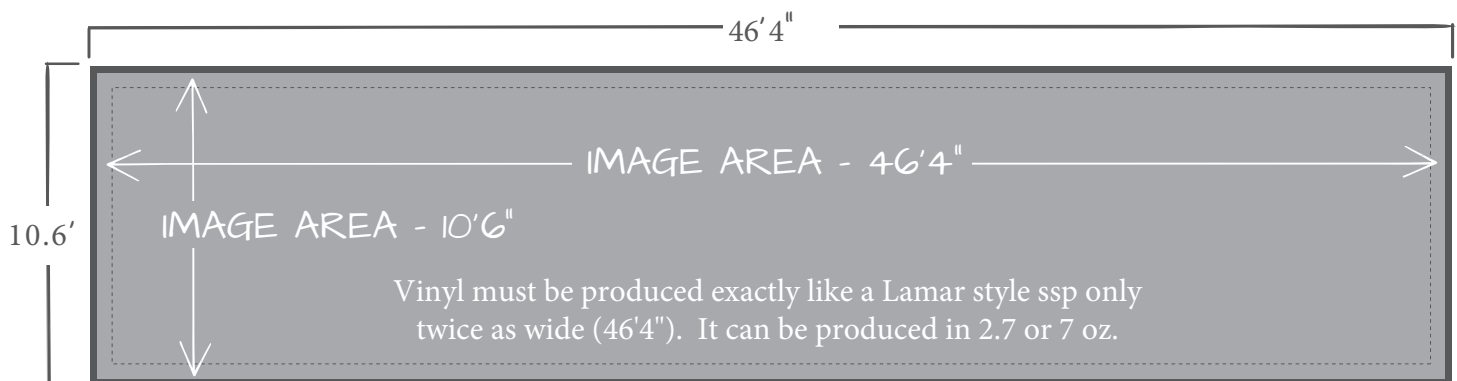 46'4"
IMAGE AREA - 46'4"
IMAGE AREA - 10'6"
10.6'
Vinyl must be produced exactly like a Lamar style ssp only
twice as wide (46'4"). It can be produced in 2.7 or 7 oz.